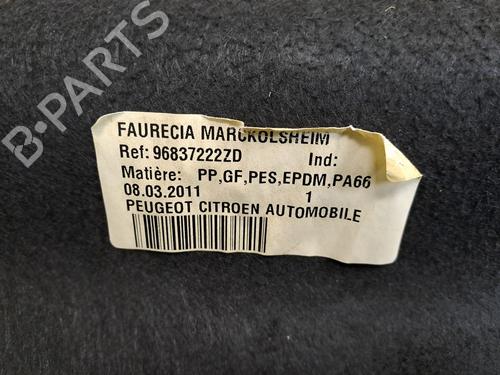 FAURECIA MARCKOLSHEIM
Ref: 96837222ZD Ind:
Matière: PP,GF,PES,EPDM,PA66
08.03.2011 1
PEUGEOT CITROEN AUTOMOBILE
B-PARTS